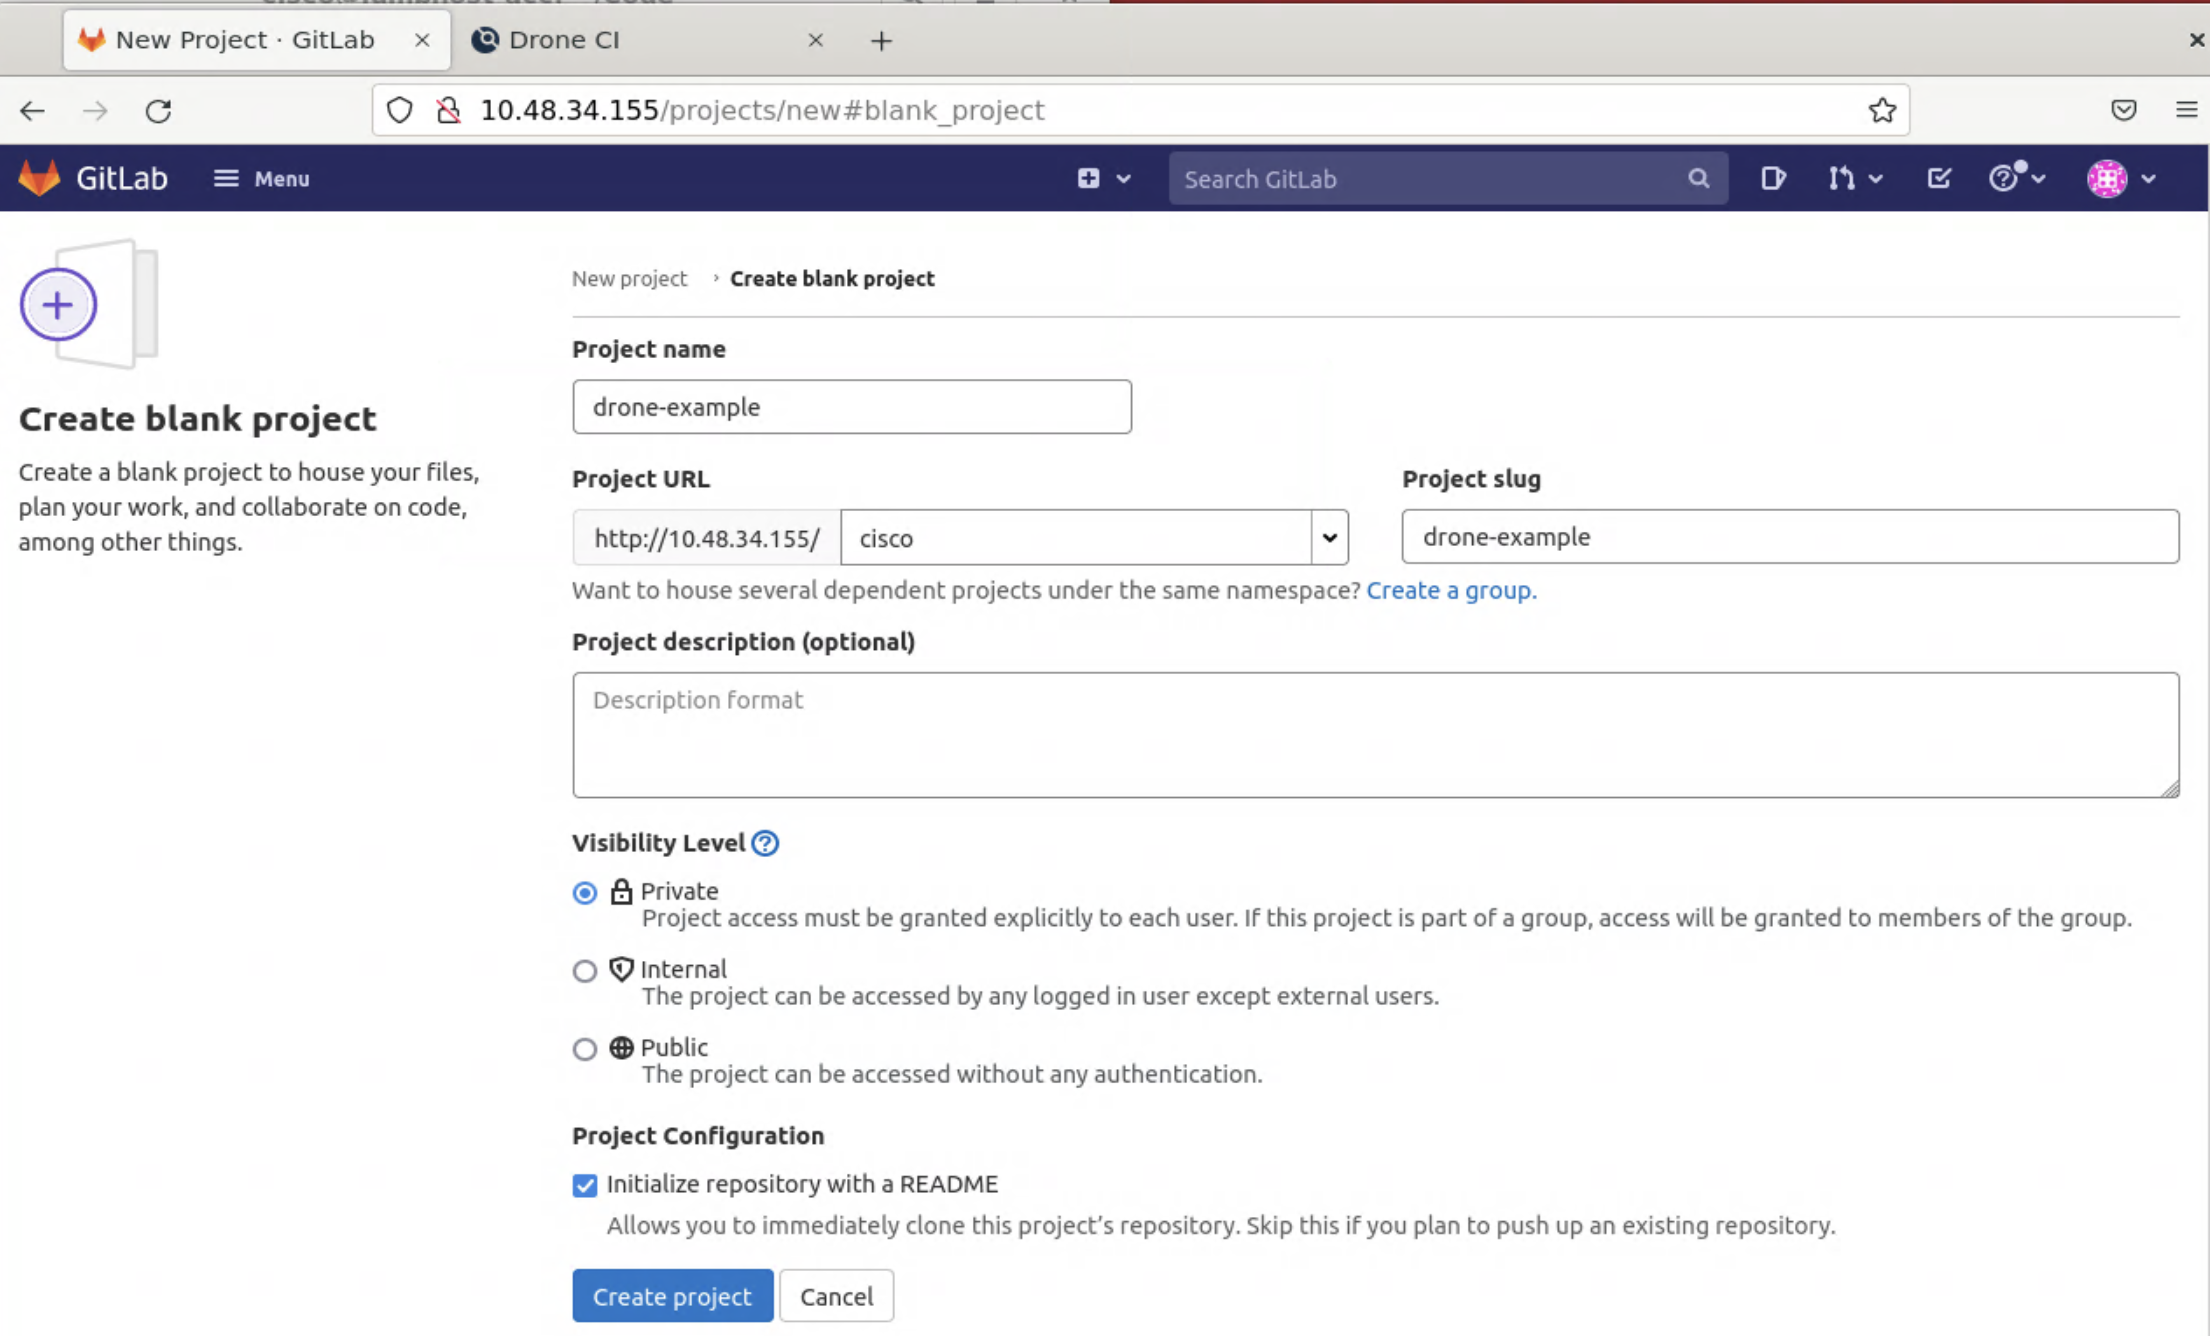 New Project · GitLab
Drone CI
10.48.34.155/projects/new#blank_project
GitLab
Menu
Search GitLab
New project › Create blank project
Create blank project
Create a blank project to house your files,
plan your work, and collaborate on code,
among other things.
Project name
drone-example
Project URL
http://10.48.34.155/
cisco
Project slug
drone-example
Want to house several dependent projects under the same namespace? Create a group.
Project description (optional)
Description format
Visibility Level
Private
Project access must be granted explicitly to each user. If this project is part of a group, access will be granted to members of the group.
Internal
The project can be accessed by any logged in user except external users.
Public
The project can be accessed without any authentication.
Project Configuration
Initialize repository with a README
Allows you to immediately clone this project's repository. Skip this if you plan to push up an existing repository.
Create project
Cancel